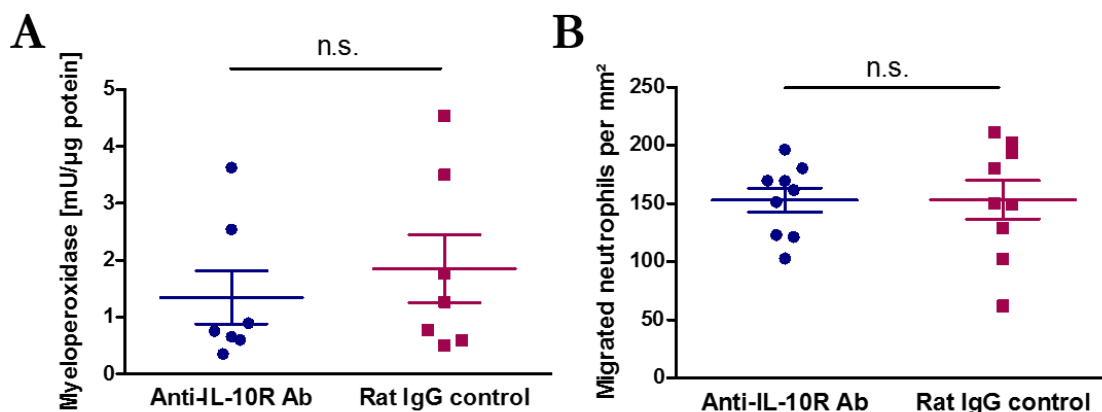 A
n.s.
Myeloperoxidase [mU/µg potein]
5
4
3
2
1
0
Anti-IL-10R Ab
Rat IgG control
B
n.s.
Migrated neutrophils per mm²
250
200
150
100
50
0
Anti-IL-10R Ab
Rat IgG control